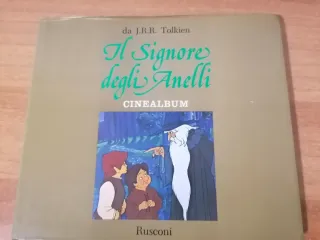 da J.R.R. Tolkien
Il Signore
degli Anelli
CINEALBUM
Rusconi